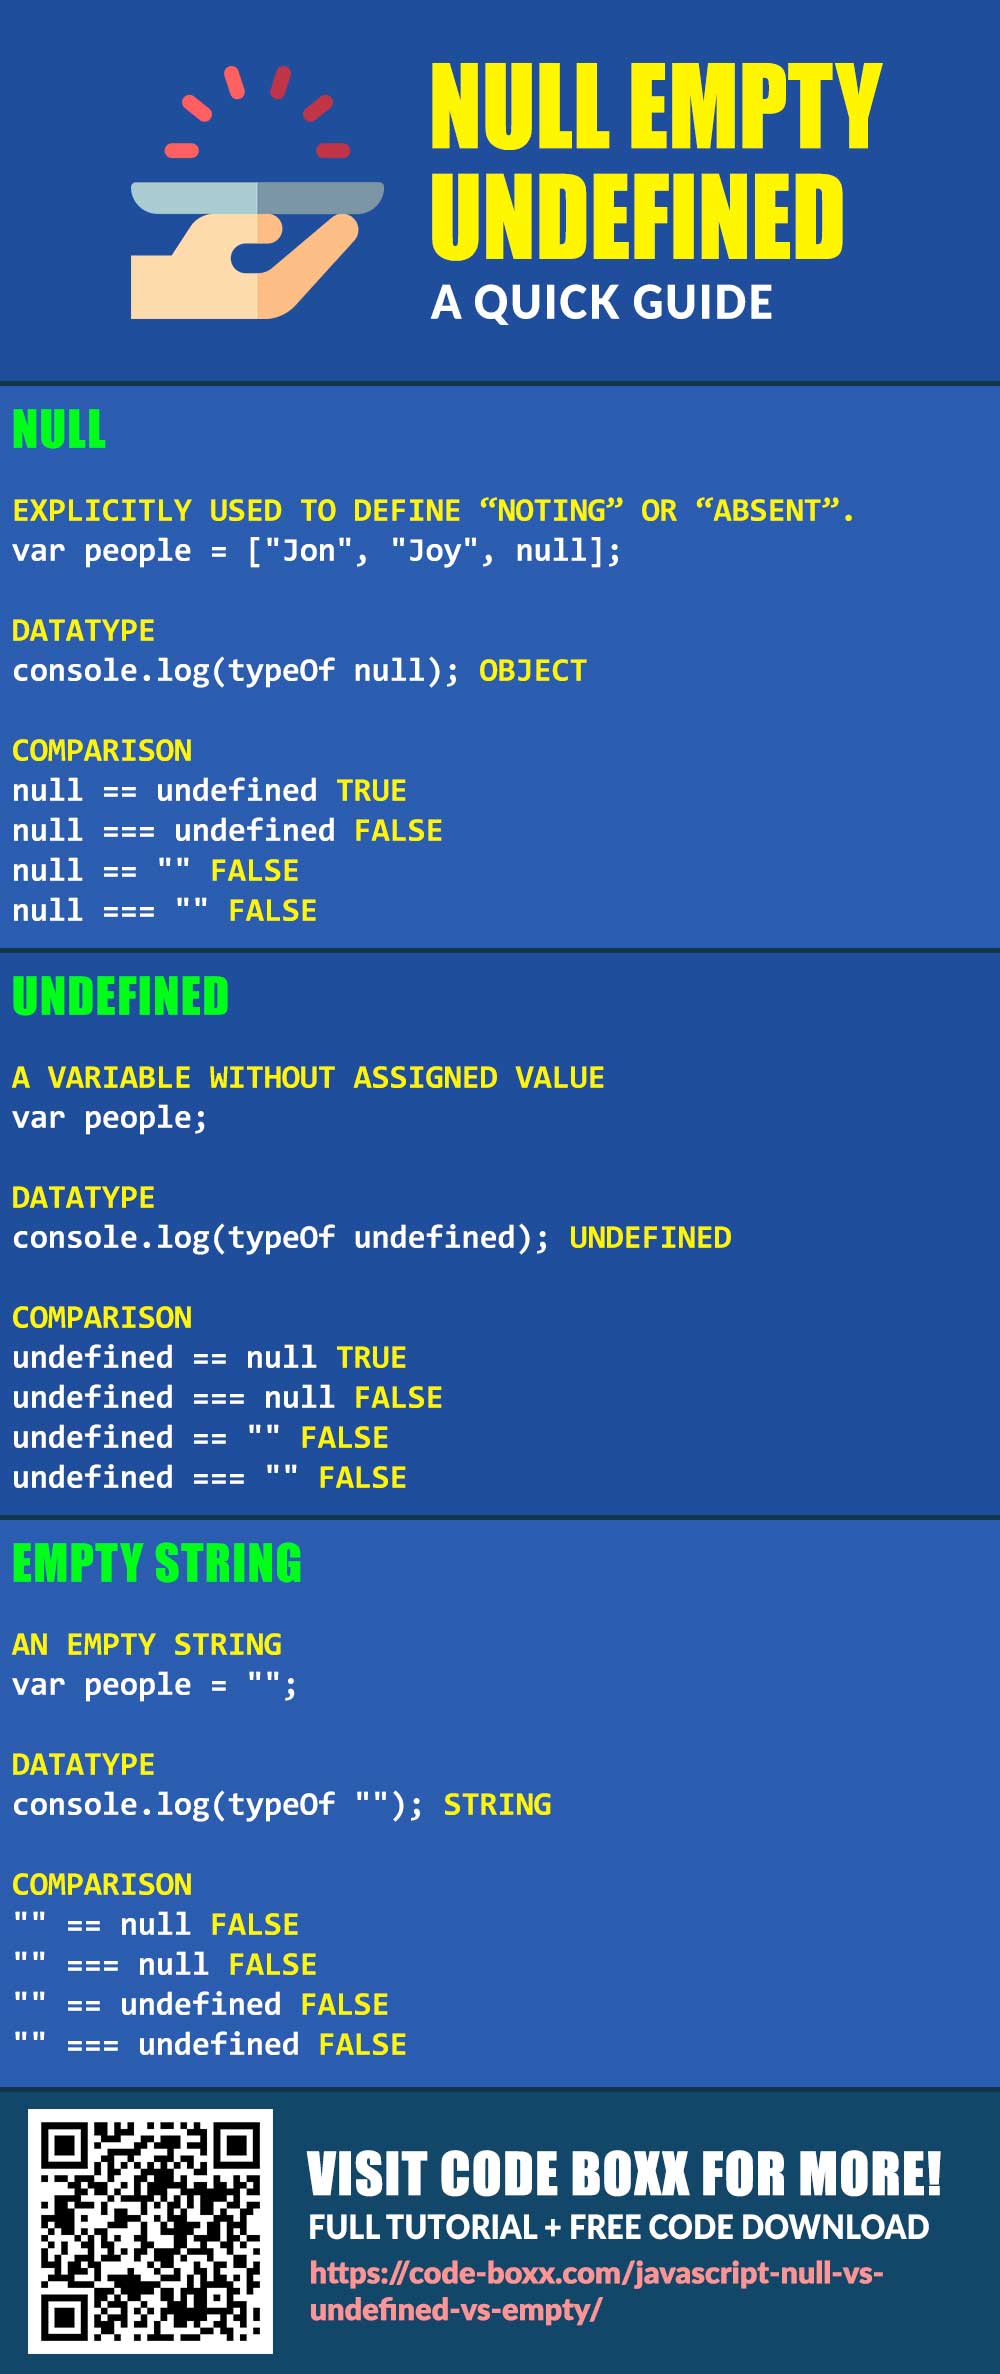 NULL EMPTY
UNDEFINED
A QUICK GUIDE
NULL
EXPLICITLY USED TO DEFINE “NOTING” OR “ABSENT”.
var people = ["Jon", "Joy", null];
DATATYPE
console.log(typeOf null); OBJECT
COMPARISON
null == undefined TRUE
null === undefined FALSE
null == "" FALSE
null === "" FALSE
UNDEFINED
A VARIABLE WITHOUT ASSIGNED VALUE
var people;
DATATYPE
console.log(typeOf undefined); UNDEFINED
COMPARISON
undefined == null TRUE
undefined === null FALSE
undefined == "" FALSE
undefined === "" FALSE
EMPTY STRING
AN EMPTY STRING
var people = "";
DATATYPE
console.log(typeOf ""); STRING
COMPARISON
"" == null FALSE
"" === null FALSE
"" == undefined FALSE
"" === undefined FALSE
VISIT CODE BOXX FOR MORE!
FULL TUTORIAL + FREE CODE DOWNLOAD
https://code-boxx.com/javascript-null-vs-
undefined-vs-empty/